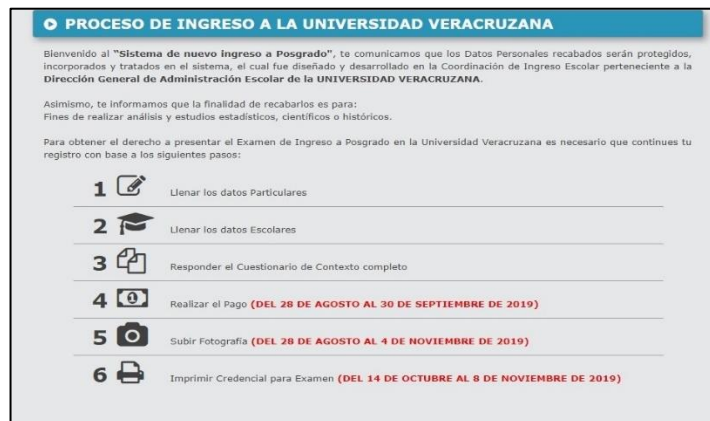 PROCESO DE INGRESO A LA UNIVERSIDAD VERACRUZANA
Bienvenido al "Sistema de nuevo ingreso a Posgrado", te comunicamos que los Datos Personales recabados serán protegidos,
incorporados y tratados en el sistema, el cual fue diseñado y desarrollado en la Coordinación de Ingreso Escolar perteneciente a la
Dirección General de Administración Escolar de la UNIVERSIDAD VERACRUZANA.
Asimismo, te informamos que la finalidad de recabarlos es para:
Fines de realizar análisis y estudios estadísticos, científicos o históricos.
Para obtener el derecho a presentar el Examen de Ingreso a Posgrado en la Universidad Veracruzana es necesario que continues tu
registro con base a los siguientes pasos:
1 Llenar los datos Particulares
2 Llenar los datos Escolares
3 Responder el Cuestionario de Contexto completo
4 Realizar el Pago (DEL 28 DE AGOSTO AL 30 DE SEPTIEMBRE DE 2019)
5 Subir Fotografía (DEL 28 DE AGOSTO AL 4 DE NOVIEMBRE DE 2019)
6 Imprimir Credencial para Examen (DEL 14 DE OCTUBRE AL 8 DE NOVIEMBRE DE 2019)